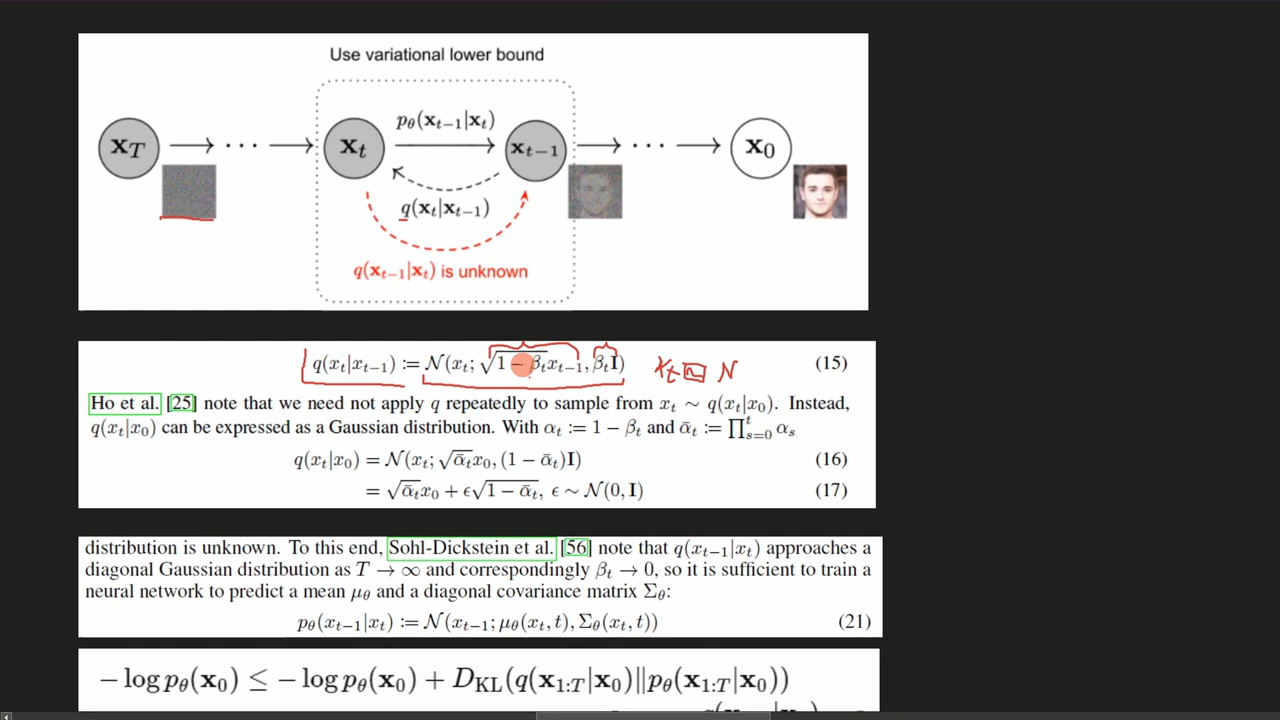 Use variational lower bound
p_θ(x_{t−1}|x_t)
x_T → ··· → x_t x_{t−1} → ··· → x_0
q(x_t|x_{t−1})
q(x_{t−1}|x_t) is unknown
q(x_t|x_{t−1}) := N(x_t; √(1 − β_t)x_{t−1}, β_tI) x_t ~ N (15)
Ho et al. [25] note that we need not apply q repeatedly to sample from x_t ∼ q(x_t|x_0). Instead,
q(x_t|x_0) can be expressed as a Gaussian distribution. With α_t := 1 − β_t and ᾱ_t := ∏_{s=0}^{t} α_s
q(x_t|x_0) = N(x_t; √ᾱ_t x_0, (1 − ᾱ_t)I) (16)
= √ᾱ_t x_0 + ϵ√(1 − ᾱ_t), ϵ ∼ N(0, I) (17)
distribution is unknown. To this end, Sohl-Dickstein et al. [56] note that q(x_{t−1}|x_t) approaches a
diagonal Gaussian distribution as T → ∞ and correspondingly β_t → 0, so it is sufficient to train a
neural network to predict a mean μ_θ and a diagonal covariance matrix Σ_θ:
p_θ(x_{t−1}|x_t) := N(x_{t−1}; μ_θ(x_t, t), Σ_θ(x_t, t)) (21)
− log p_θ(x_0) ≤ − log p_θ(x_0) + D_KL(q(x_{1:T}|x_0)‖p_θ(x_{1:T}|x_0))